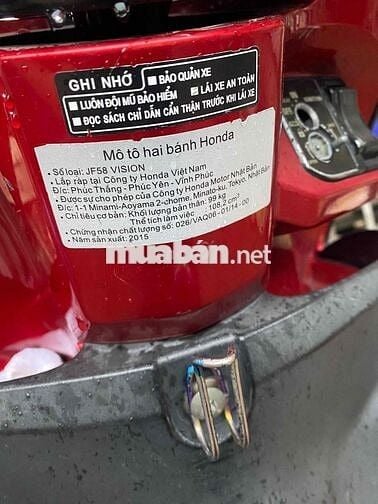 GHI NHỚ
BẢO QUẢN XE
LUÔN ĐỘI MŨ BẢO HIỂM
LÁI XE AN TOÀN
ĐỌC SÁCH CHỈ DẪN CẨN THẬN TRƯỚC KHI LÁI XE
Mô tô hai bánh Honda
Số loại: JF58 VISION
Lắp ráp tại Công ty Honda Việt Nam
Đ/c: Phúc Thắng - Phúc Yên - Vĩnh Phúc
Được sự cho phép của Công ty Honda Motor Nhật Bản
Đ/c: 1-1 Minami-Aoyama 2-chome, Minato-ku, Tokyo, Nhật Bản
Chỉ tiêu cơ bản: Khối lượng bản thân: 99 kg
Thể tích làm việc: 108.2 cm³
Chứng nhận chất lượng số: 026/VAQ06-01/14-00
Năm sản xuất: 2015
muaban.net